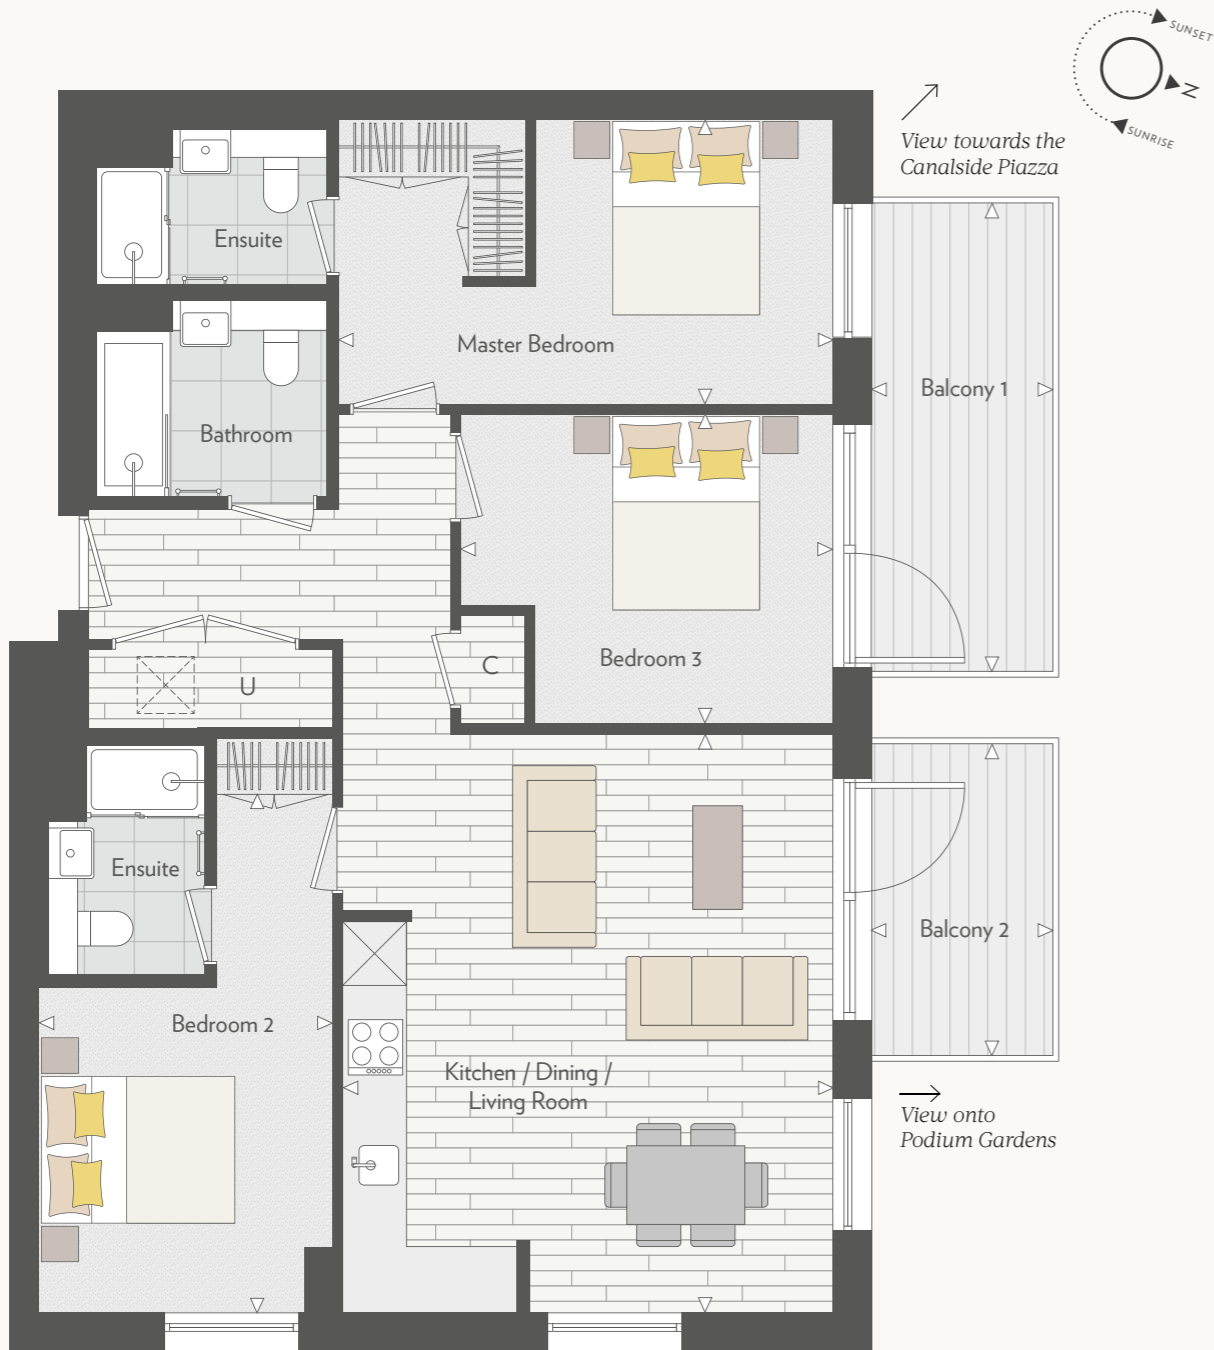 SUNSET
N
SUNRISE
View towards the
Canalside Piazza
Ensuite
Master Bedroom
Balcony 1
Bathroom
Bedroom 3
C
U
Ensuite
Balcony 2
Bedroom 2
Kitchen / Dining /
Living Room
View onto
Podium Gardens